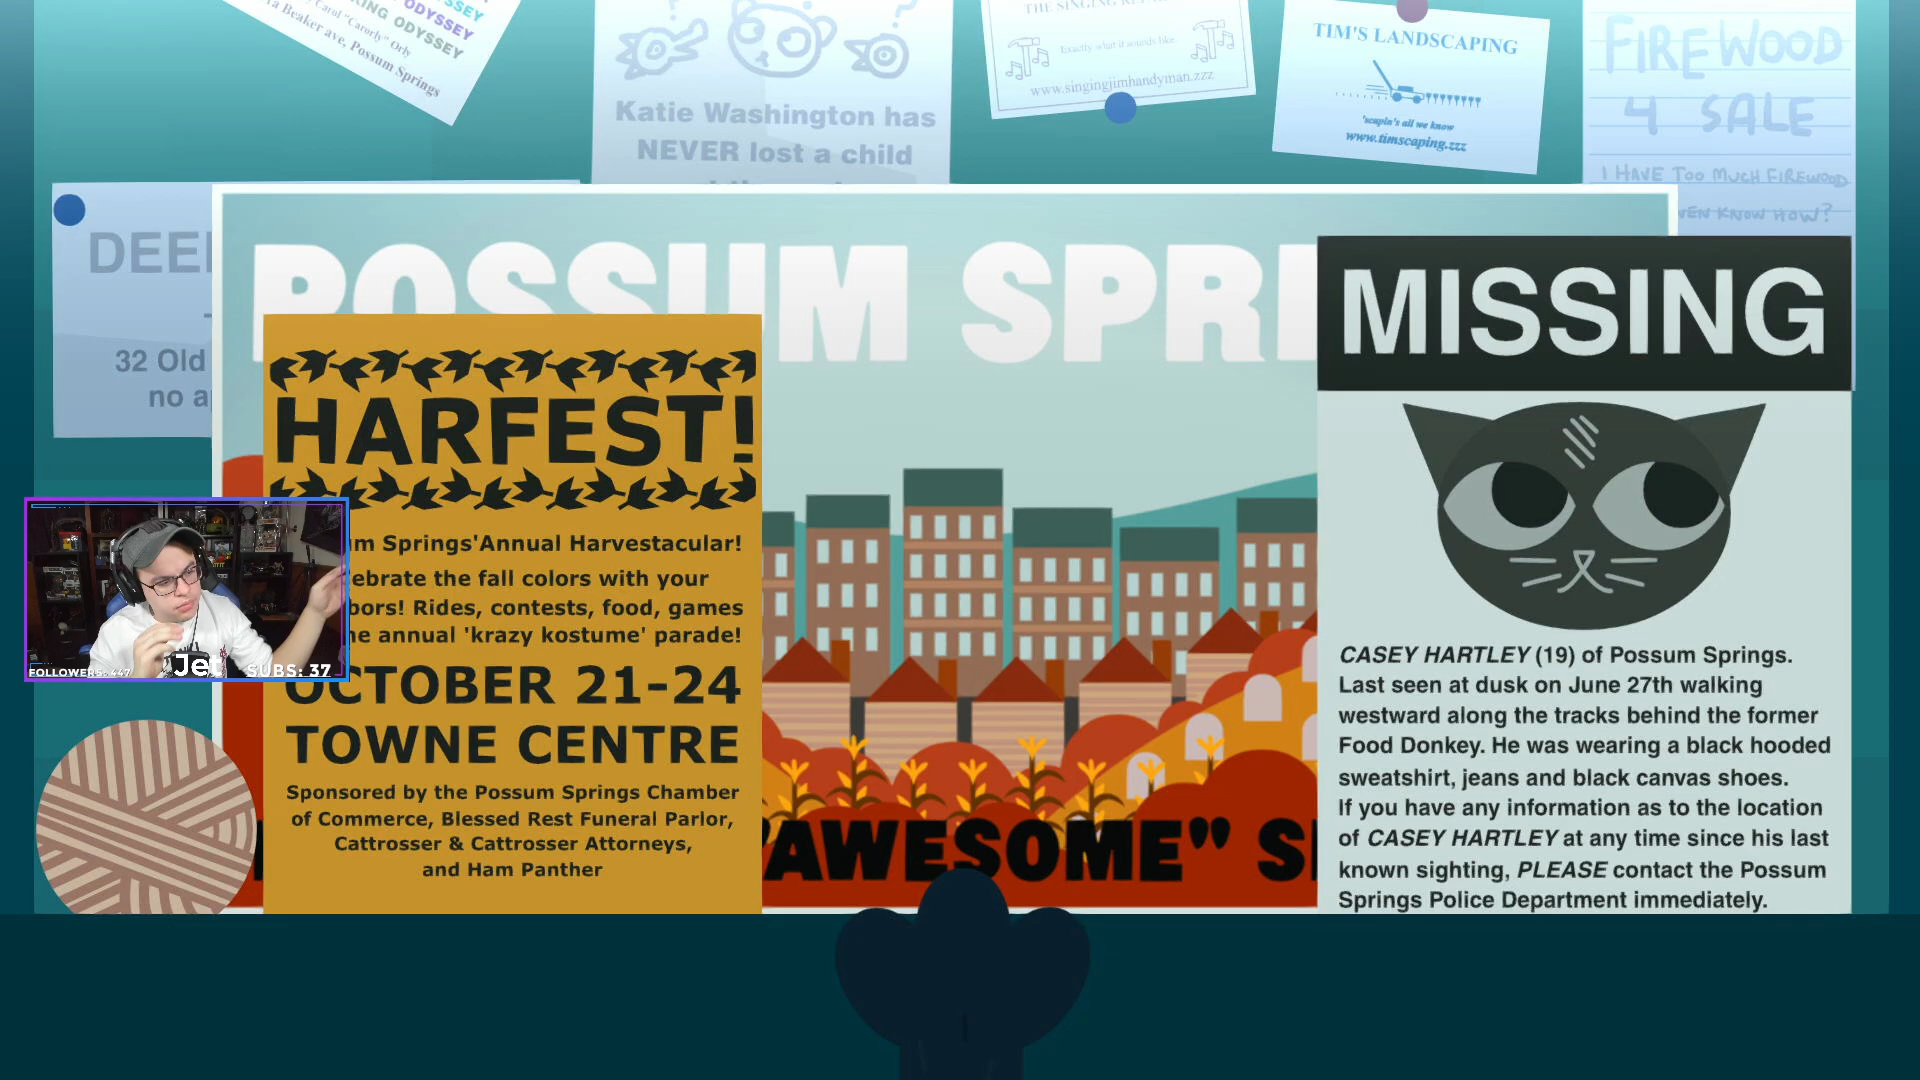 ODYSSEY
KING ODYSSEY
Carol "Carorly" Orly
Beaker ave, Possum Springs
Katie Washington has
NEVER lost a child
Exactly what it sounds like
www.singingjimhandyman.zzz
TIM'S LANDSCAPING
'scapin's all we know
www.timscaping.zzz
FIREWOOD
4 SALE
I HAVE TOO MUCH FIREWOOD
KNOW HOW?
32 Old
no
POSSUM SPRI
HARFEST!
m Springs'Annual Harvestacular!
ebrate the fall colors with your
bors! Rides, contests, food, games
he annual 'krazy kostume' parade!
OCTOBER 21-24
TOWNE CENTRE
Sponsored by the Possum Springs Chamber
of Commerce, Blessed Rest Funeral Parlor,
Cattrosser & Cattrosser Attorneys,
and Ham Panther
"AWESOME"
MISSING
CASEY HARTLEY (19) of Possum Springs.
Last seen at dusk on June 27th walking
westward along the tracks behind the former
Food Donkey. He was wearing a black hooded
sweatshirt, jeans and black canvas shoes.
If you have any information as to the location
of CASEY HARTLEY at any time since his last
known sighting, PLEASE contact the Possum
Springs Police Department immediately.
FOLLOWERS: 447
Jet
SUBS: 37